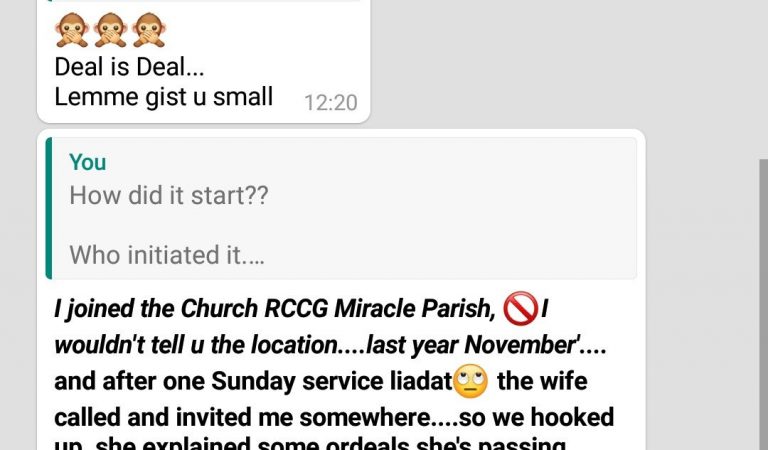 🙊🙊🙊
Deal is Deal...
Lemme gist u small 12:20
You
How did it start??
Who initiated it....
I joined the Church RCCG Miracle Parish, 🚫I
wouldn't tell u the location....last year November'....
and after one Sunday service liadat🙄 the wife
called and invited me somewhere....so we hooked
up, she explained some ordeals she's passing